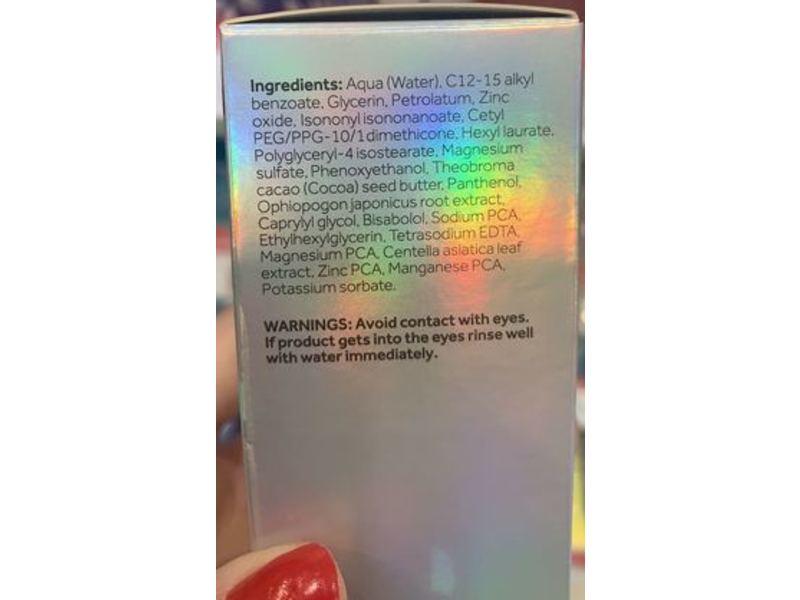 Ingredients: Aqua (Water), C12-15 alkyl
benzoate, Glycerin, Petrolatum, Zinc
oxide, Isononyl isononanoate, Cetyl
PEG/PPG-10/1 dimethicone, Hexyl laurate,
Polyglyceryl-4 isostearate, Magnesium
sulfate, Phenoxyethanol, Theobroma
cacao (Cocoa) seed butter, Panthenol,
Ophiopogon japonicus root extract,
Caprylyl glycol, Bisabolol, Sodium PCA,
Ethylhexylglycerin, Tetrasodium EDTA,
Magnesium PCA, Centella asiatica leaf
extract, Zinc PCA, Manganese PCA,
Potassium sorbate.
WARNINGS: Avoid contact with eyes.
If product gets into the eyes rinse well
with water immediately.